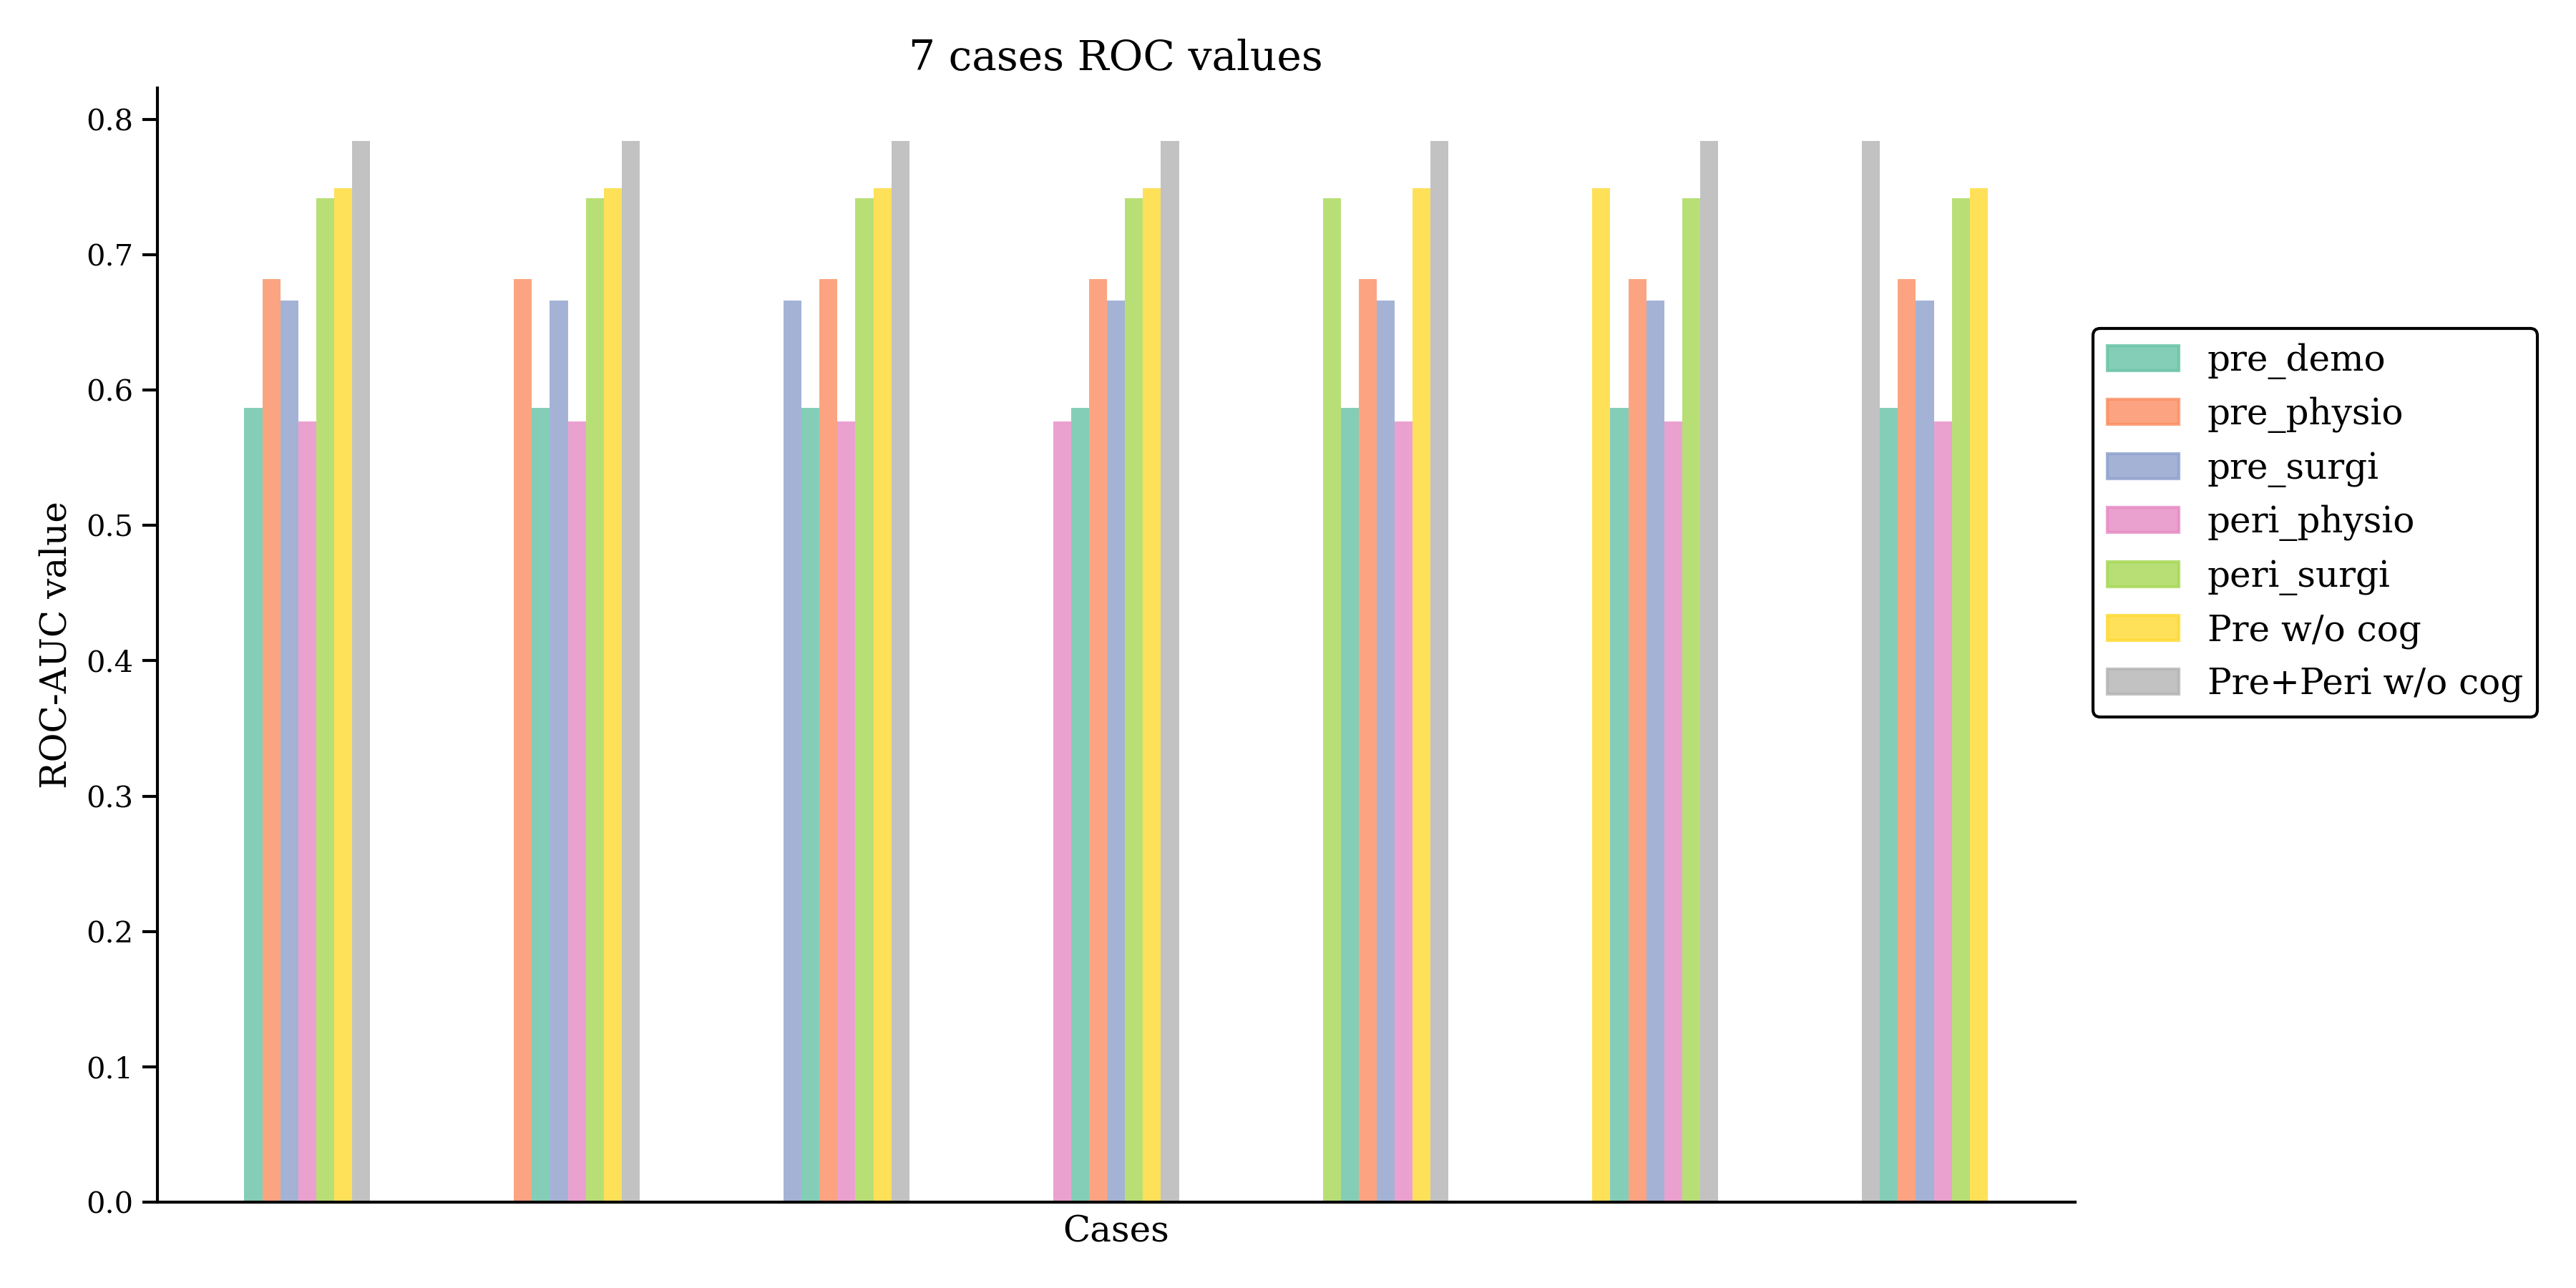 7 cases ROC values
0.8
0.7
0.6
0.5
0.4
0.3
0.2
0.1
0.0
ROC-AUC value
Cases
pre_demo
pre_physio
pre_surgi
peri_physio
peri_surgi
Pre w/o cog
Pre+Peri w/o cog